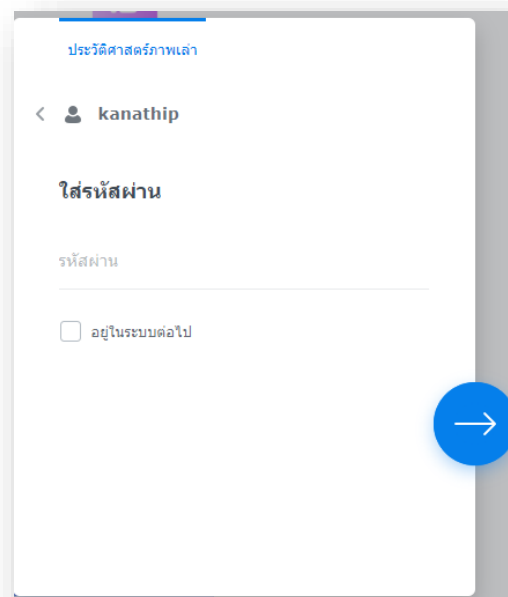 ประวัติศาสตร์ภาพเล่า
kanathip
ใส่รหัสผ่าน
รหัสผ่าน
อยู่ในระบบต่อไป